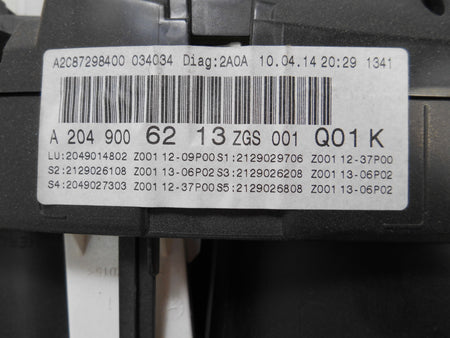 A2C87298400 034034 Diag:2A0A 10.04.14 20:29 1341
A 204 900 62 13 ZGS 001 Q01 K
LU:2049014802 Z001 12-09P00 S1:2129029706 Z001 12-37P00
S2:2129026108 Z001 13-06P02 S3:2129026208 Z001 13-06P02
S4:2049027303 Z001 12-37P00 S5:2129026808 Z001 13-06P02